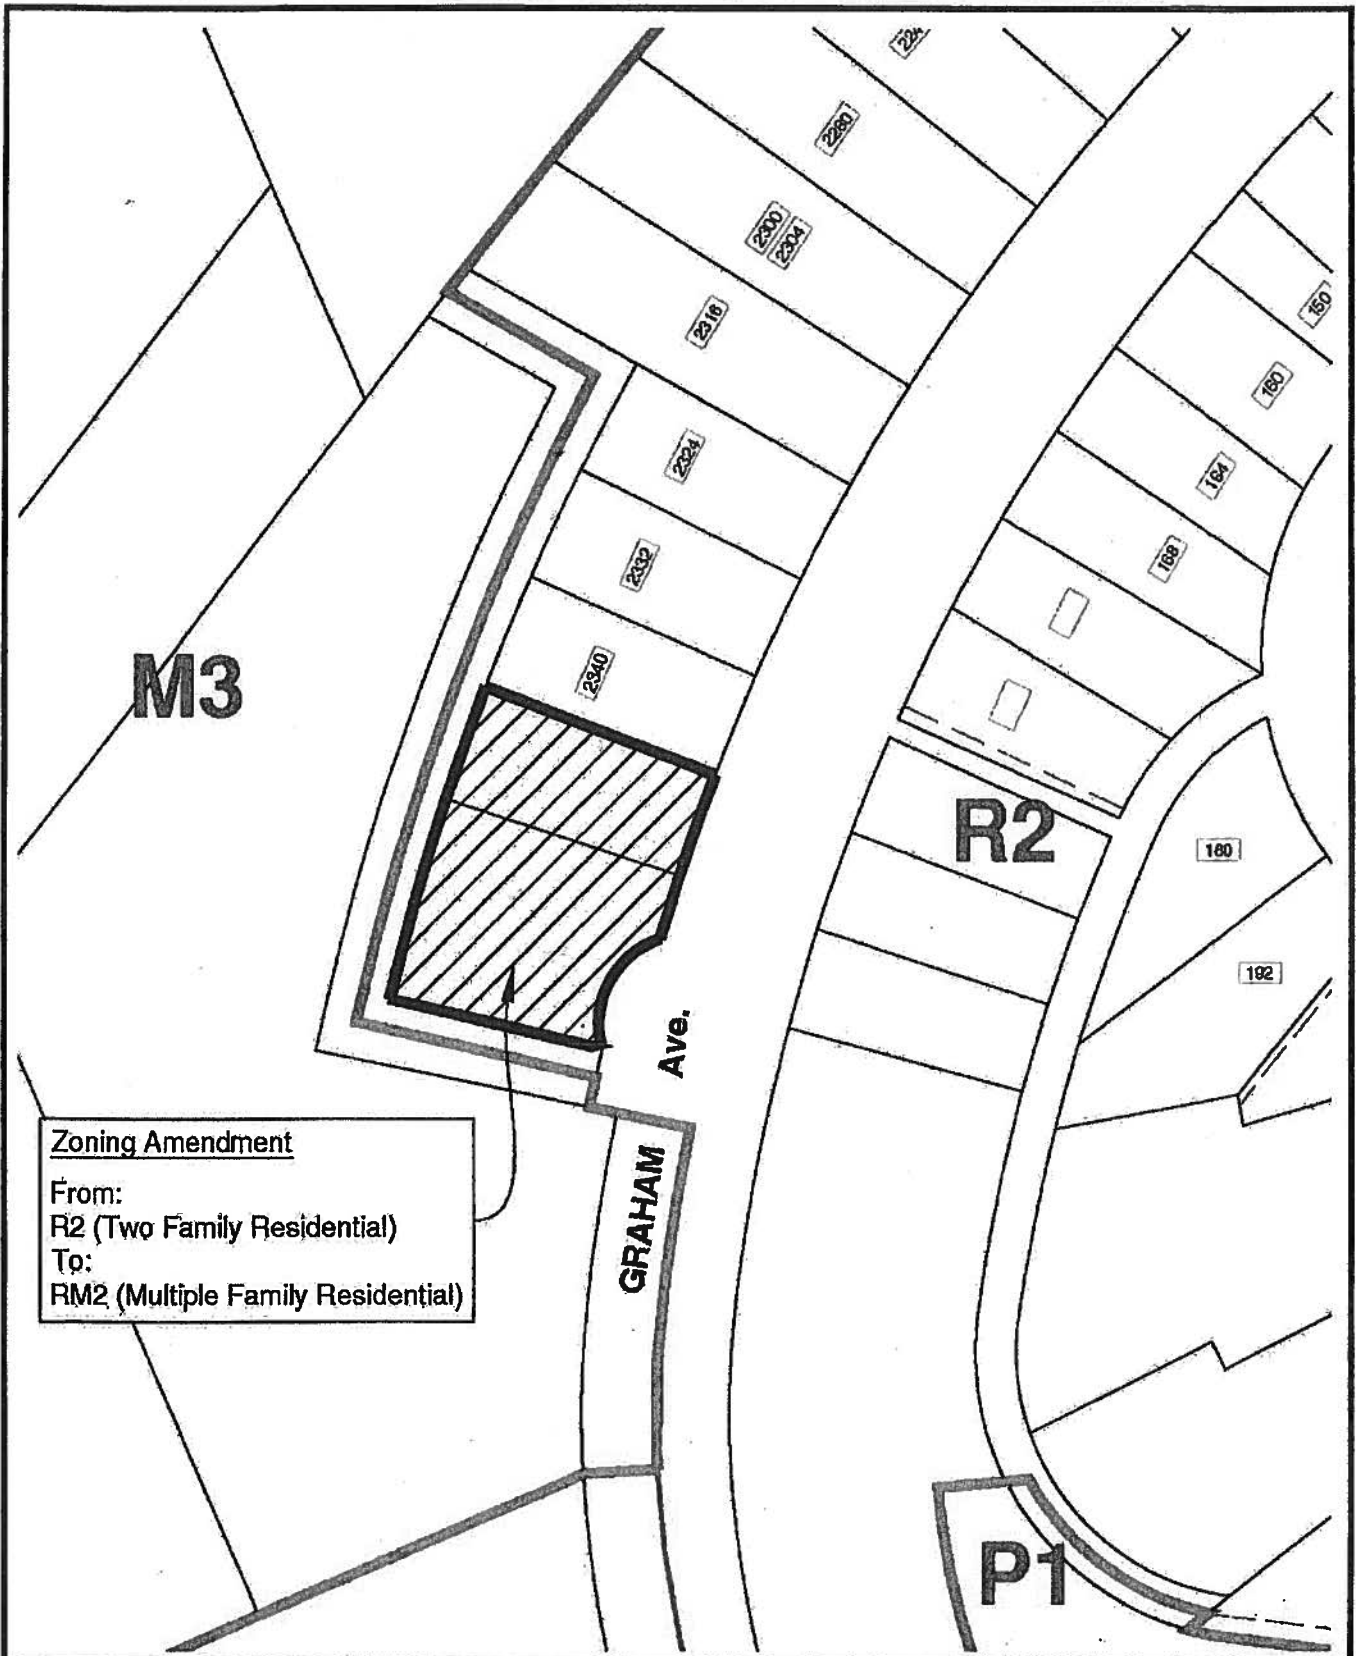 2280
2300
2304
2316
150
160
2324
164
2332
168
2340
M3
R2
180
192
GRAHAM Ave.
Zoning Amendment
From:
R2 (Two Family Residential)
To:
RM2 (Multiple Family Residential)
P1